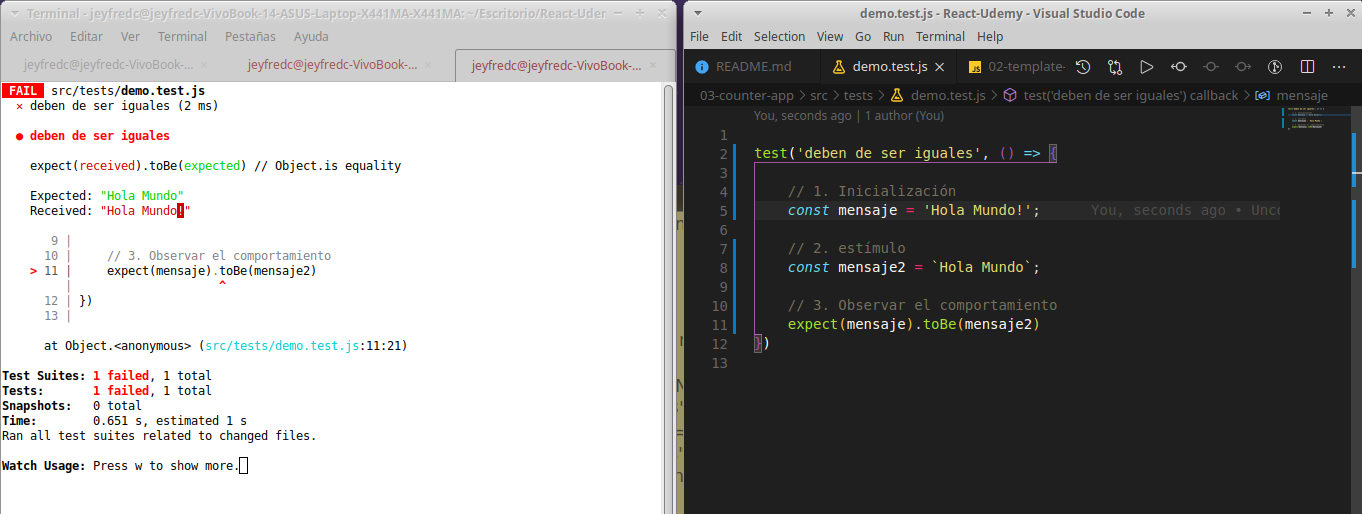 Terminal - jeyfredc@jeyfredc-VivoBook-14-ASUS-Laptop-X441MA-X441MA: ~/Escritorio/React-Uder
Archivo Editar Ver Terminal Pestañas Ayuda
jeyfredc@jeyfredc-VivoBook-... × jeyfredc@jeyfredc-VivoBook-... × jeyfredc@jeyfredc-VivoBook-... ×
FAIL src/tests/demo.test.js
✕ deben de ser iguales (2 ms)
● deben de ser iguales
expect(received).toBe(expected) // Object.is equality
Expected: "Hola Mundo"
Received: "Hola Mundo!"
9 |
10 | // 3. Observar el comportamiento
> 11 | expect(mensaje).toBe(mensaje2)
| ^
12 | })
13 |
at Object.<anonymous> (src/tests/demo.test.js:11:21)
Test Suites: 1 failed, 1 total
Tests: 1 failed, 1 total
Snapshots: 0 total
Time: 0.651 s, estimated 1 s
Ran all test suites related to changed files.
Watch Usage: Press w to show more.
demo.test.js - React-Udemy - Visual Studio Code
File Edit Selection View Go Run Terminal Help
README.md demo.test.js × JS 02-template-
03-counter-app > src > tests > demo.test.js > test('deben de ser iguales') callback > mensaje
You, seconds ago | 1 author (You)
1
2 test('deben de ser iguales', () => {
3
4 // 1. Inicialización
5 const mensaje = 'Hola Mundo!'; You, seconds ago • Unco
6
7 // 2. estímulo
8 const mensaje2 = `Hola Mundo`;
9
10 // 3. Observar el comportamiento
11 expect(mensaje).toBe(mensaje2)
12 })
13